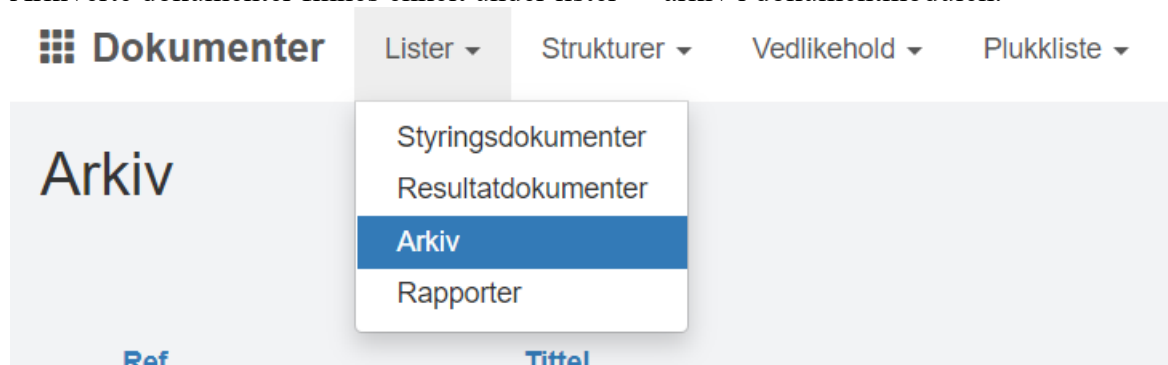 Dokumenter Lister Strukturer Vedlikehold Plukkliste
Arkiv
Styringsdokumenter
Resultatdokumenter
Arkiv
Rapporter
Ref Tittel